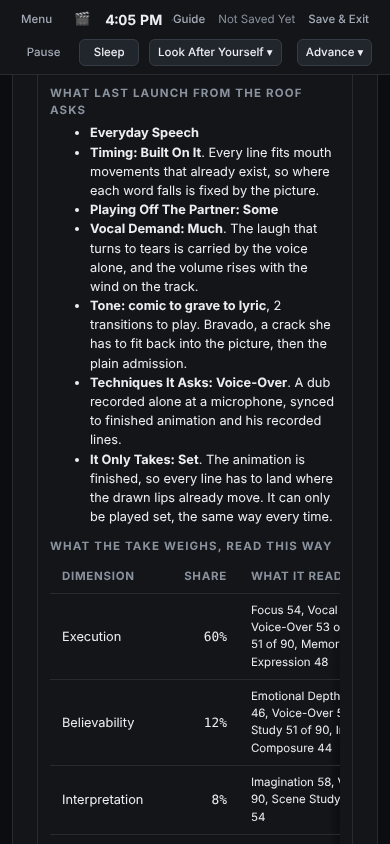 Menu 🎬 4:05 PM Guide Not Saved Yet Save & Exit
Pause Sleep Look After Yourself ▾ Advance ▾
WHAT LAST LAUNCH FROM THE ROOF
ASKS
• Everyday Speech
• Timing: Built On It. Every line fits mouth
movements that already exist, so where
each word falls is fixed by the picture.
• Playing Off The Partner: Some
• Vocal Demand: Much. The laugh that
turns to tears is carried by the voice
alone, and the volume rises with the
wind on the track.
• Tone: comic to grave to lyric, 2
transitions to play. Bravado, a crack she
has to fit back into the picture, then the
plain admission.
• Techniques It Asks: Voice-Over. A dub
recorded alone at a microphone, synced
to finished animation and his recorded
lines.
• It Only Takes: Set. The animation is
finished, so every line has to land where
the drawn lips already move. It can only
be played set, the same way every time.
WHAT THE TAKE WEIGHS, READ THIS WAY
DIMENSION SHARE WHAT IT READ
Execution 60% Focus 54, Vocal
Voice-Over 53 o
51 of 90, Memor
Expression 48
Believability 12% Emotional Depth
46, Voice-Over
Study 51 of 90,
Composure 44
Interpretation 8% Imagination 58,
90, Scene Study
54